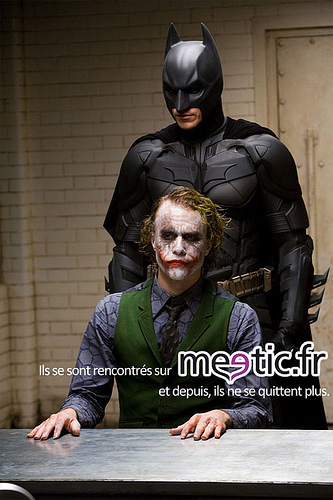 Ils se sont rencontrés sur meetic.fr
et depuis, ils ne se quittent plus.